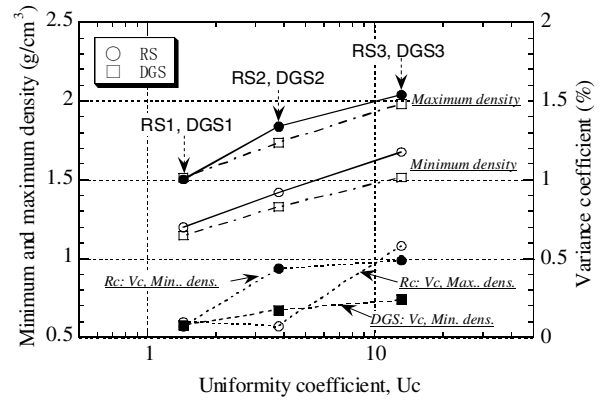 Minimum and maximum density (g/cm3)
2.5
2
1.5
1
0.5
RS
DGS
RS1, DGS1
RS2, DGS2
RS3, DGS3
Maximum density
Minimum density
Rc: Vc, Min.. dens.
Rc: Vc, Max.. dens.
DGS: Vc, Min. dens.
2
1.5
1
0.5
0
Variance coefficient (%)
1
10
Uniformity coefficient, Uc